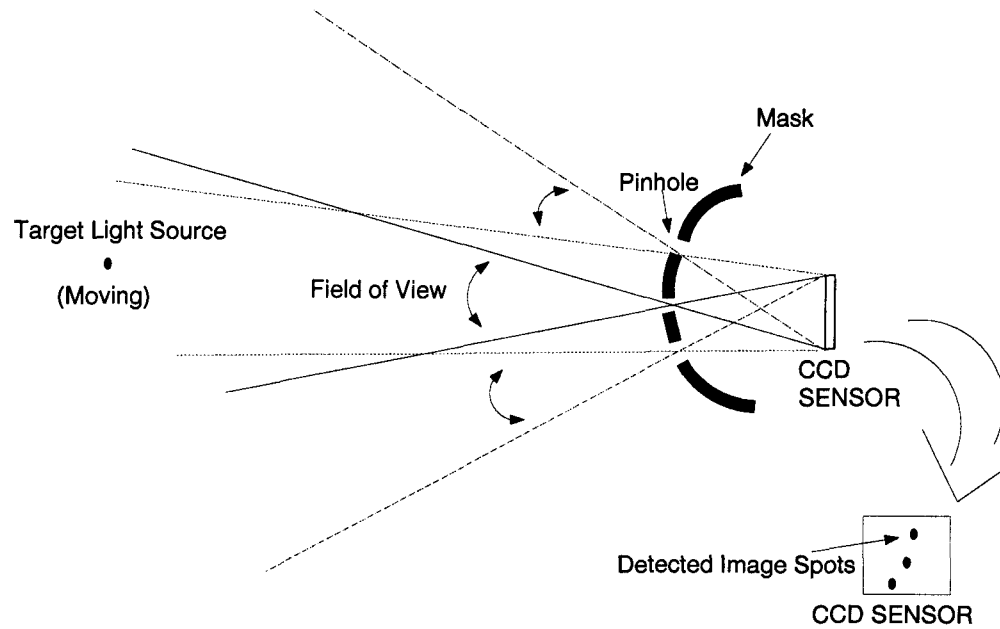 Mask
Pinhole
Target Light Source
(Moving)
Field of View
CCD
SENSOR
Detected Image Spots
CCD SENSOR